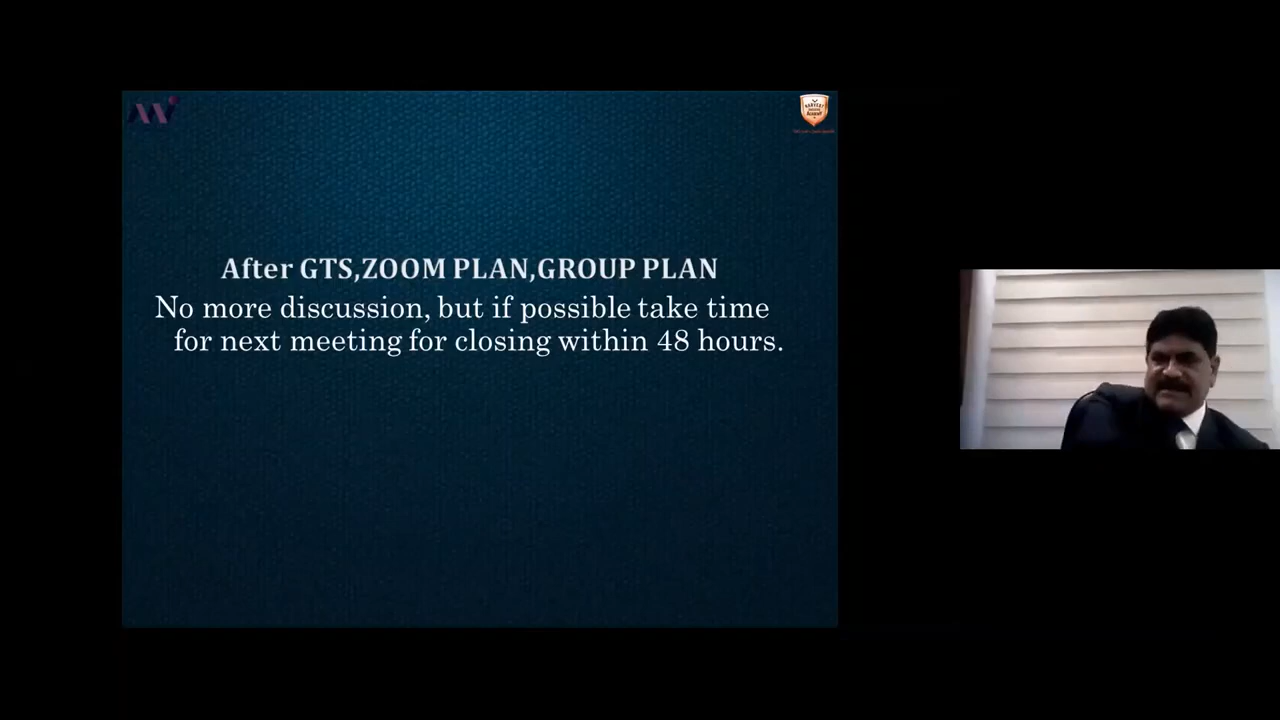 After GTS,ZOOM PLAN,GROUP PLAN
No more discussion, but if possible take time
for next meeting for closing within 48 hours.
HARVEST